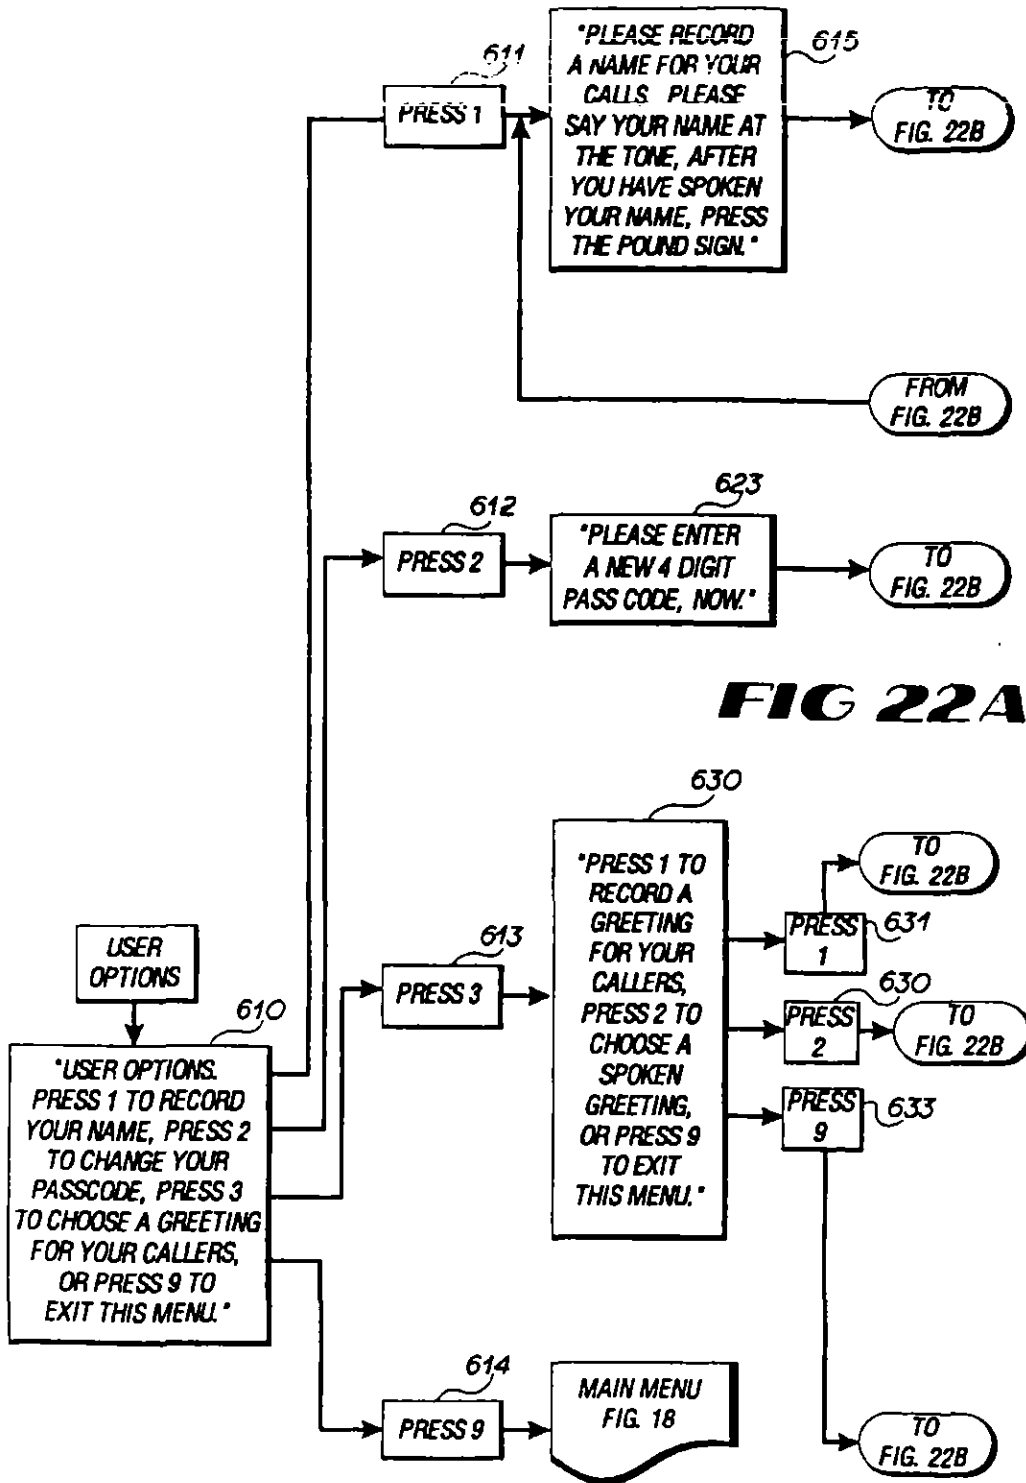 611
PRESS 1
"PLEASE RECORD
A NAME FOR YOUR
CALLS PLEASE
SAY YOUR NAME AT
THE TONE, AFTER
YOU HAVE SPOKEN
YOUR NAME, PRESS
THE POUND SIGN."
615
TO
FIG. 22B
FROM
FIG. 22B
612
PRESS 2
623
"PLEASE ENTER
A NEW 4 DIGIT
PASS CODE, NOW."
TO
FIG. 22B
FIG 22A
630
"PRESS 1 TO
RECORD A
GREETING
FOR YOUR
CALLERS,
PRESS 2 TO
CHOOSE A
SPOKEN
GREETING,
OR PRESS 9
TO EXIT
THIS MENU."
TO
FIG. 22B
PRESS
1
631
613
PRESS 3
630
PRESS
2
TO
FIG. 22B
PRESS
9
633
USER
OPTIONS
610
"USER OPTIONS.
PRESS 1 TO RECORD
YOUR NAME, PRESS 2
TO CHANGE YOUR
PASSCODE, PRESS 3
TO CHOOSE A GREETING
FOR YOUR CALLERS,
OR PRESS 9 TO
EXIT THIS MENU."
614
PRESS 9
MAIN MENU
FIG. 18
TO
FIG. 22B